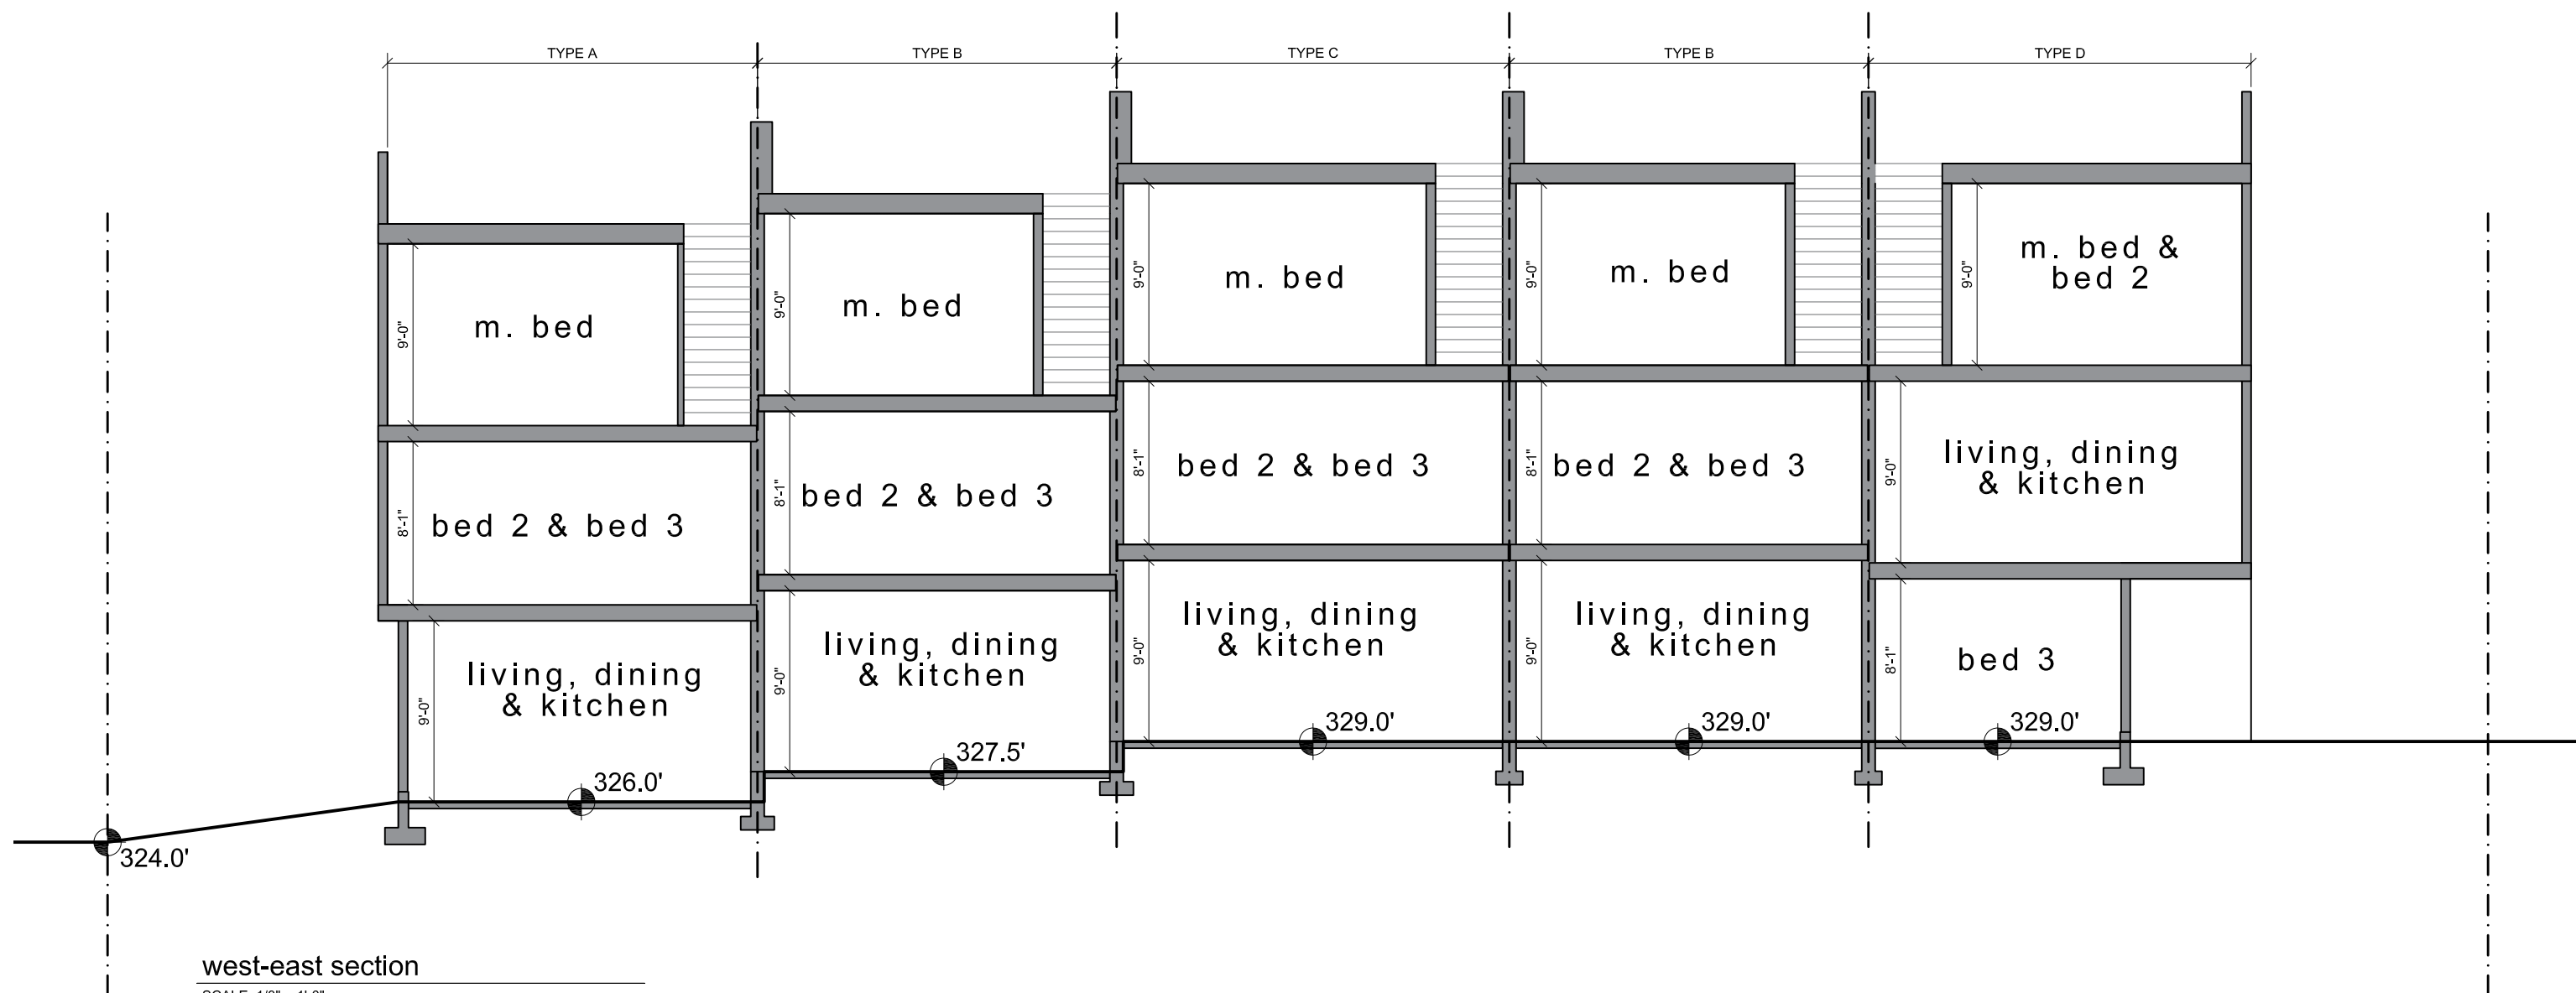 TYPE A
TYPE B
TYPE C
TYPE B
TYPE D
m. bed
9'-0"
m. bed
9'-0"
m. bed
9'-0"
m. bed
9'-0"
m. bed &
bed 2
9'-0"
bed 2 & bed 3
8'-1"
bed 2 & bed 3
8'-1"
bed 2 & bed 3
8'-1"
bed 2 & bed 3
8'-1"
living, dining
& kitchen
9'-0"
living, dining
& kitchen
9'-0"
326.0'
living, dining
& kitchen
9'-0"
327.5'
living, dining
& kitchen
9'-0"
329.0'
living, dining
& kitchen
9'-0"
329.0'
bed 3
8'-1"
329.0'
324.0'
west-east section